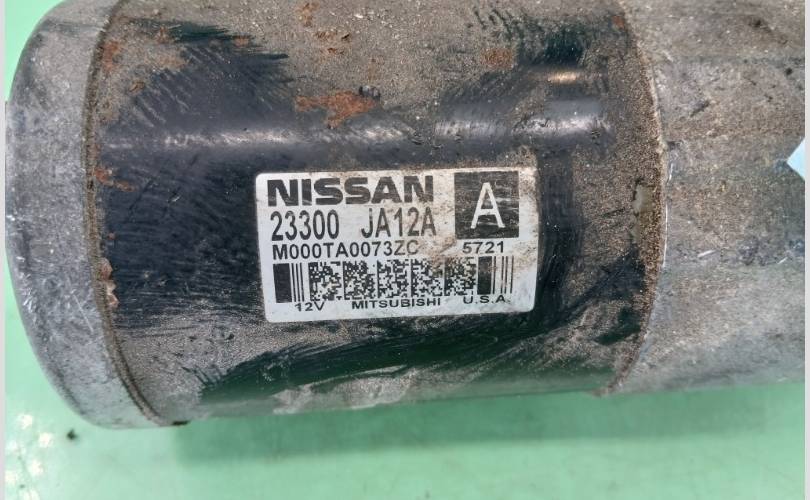 NISSAN A
23300 JA12A
M000TA0073ZC 5721
12V MITSUBISHI U.S.A.